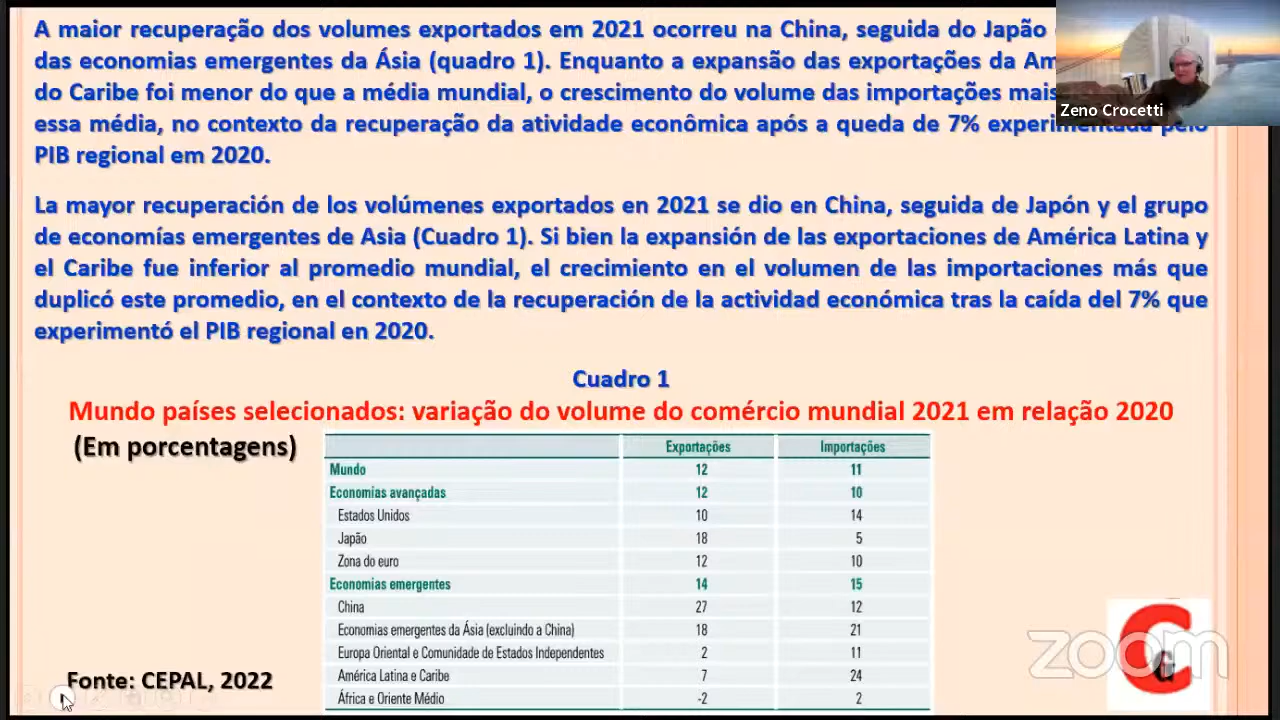 A maior recuperação dos volumes exportados em 2021 ocorreu na China, seguida do Japão
das economias emergentes da Ásia (quadro 1). Enquanto a expansão das exportações da
do Caribe foi menor do que a média mundial, o crescimento do volume das importações mais
essa média, no contexto da recuperação da atividade econômica após a queda de 7% experimentada pelo
PIB regional em 2020.
Zeno Crocetti
La mayor recuperación de los volúmenes exportados en 2021 se dio en China, seguida de Japón y el grupo
de economías emergentes de Asia (Cuadro 1). Si bien la expansión de las exportaciones de América Latina y
el Caribe fue inferior al promedio mundial, el crecimiento en el volumen de las importaciones más que
duplicó este promedio, en el contexto de la recuperación de la actividad económica tras la caída del 7% que
experimentó el PIB regional en 2020.
Cuadro 1
Mundo países selecionados: variação do volume do comércio mundial 2021 em relação 2020
(Em porcentagens)
Exportações Importações
Mundo 12 11
Economias avançadas 12 10
Estados Unidos 10 14
Japão 18 5
Zona do euro 12 10
Economias emergentes 14 15
China 27 12
Economias emergentes da Ásia (excluindo a China) 18 21
Europa Oriental e Comunidade de Estados Independentes 2 11
América Latina e Caribe 7 24
África e Oriente Médio -2 2
Fonte: CEPAL, 2022
zoom